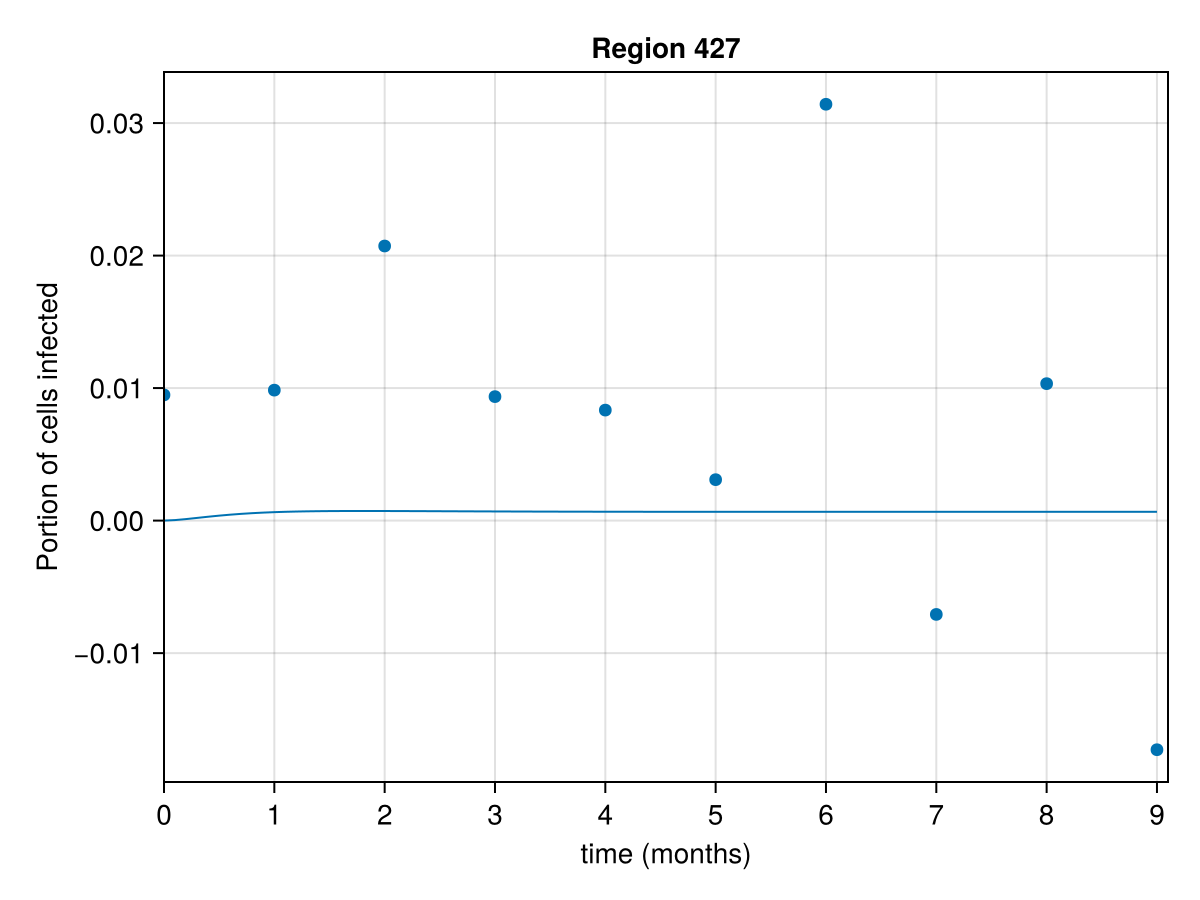 Region 427
Portion of cells infected
0.03
0.02
0.01
0.00
−0.01
0 1 2 3 4 5 6 7 8 9
time (months)